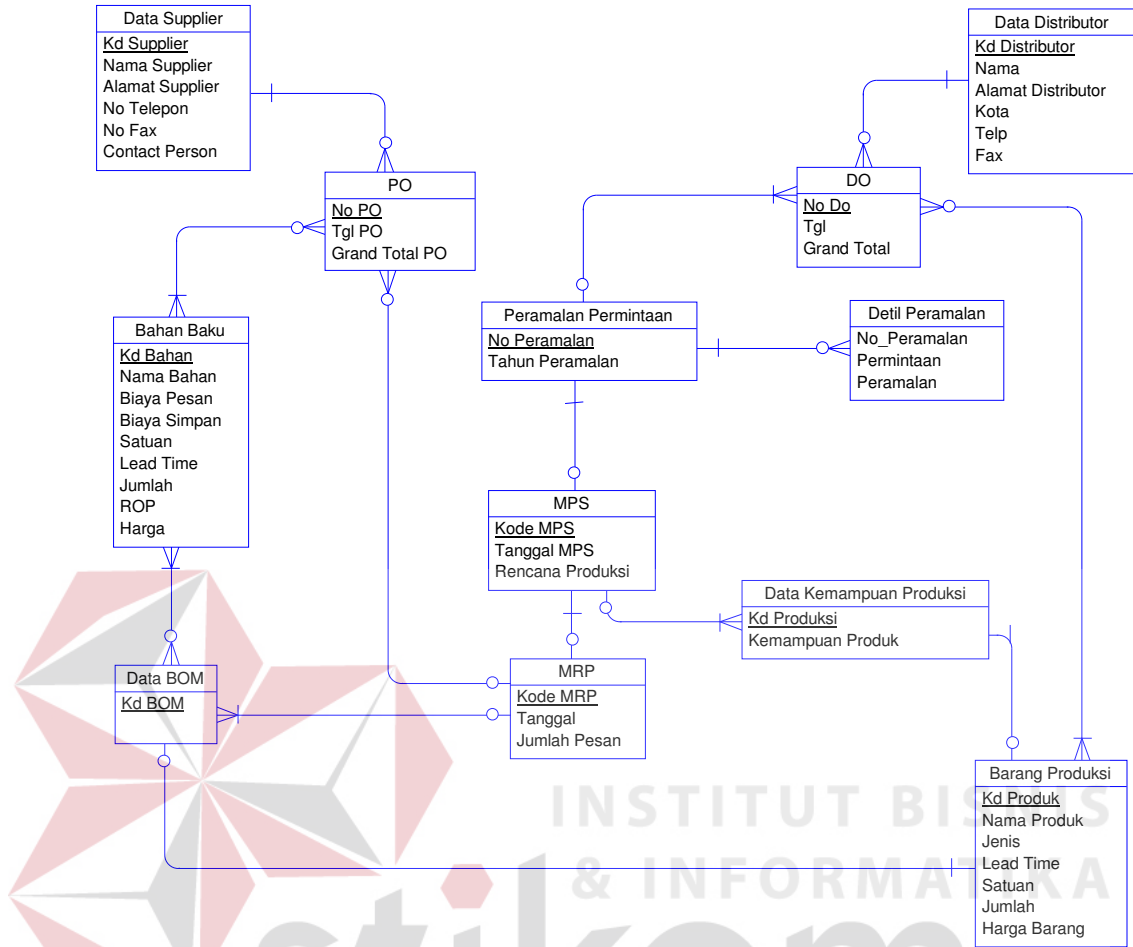 Data Supplier
Kd Supplier
Nama Supplier
Alamat Supplier
No Telepon
No Fax
Contact Person
Data Distributor
Kd Distributor
Nama
Alamat Distributor
Kota
Telp
Fax
PO
No PO
Tgl PO
Grand Total PO
DO
No Do
Tgl
Grand Total
Bahan Baku
Kd Bahan
Nama Bahan
Biaya Pesan
Biaya Simpan
Satuan
Lead Time
Jumlah
ROP
Harga
Peramalan Permintaan
No Peramalan
Tahun Peramalan
Detil Peramalan
No_Peramalan
Permintaan
Peramalan
MPS
Kode MPS
Tanggal MPS
Rencana Produksi
Data Kemampuan Produksi
Kd Produksi
Kemampuan Produk
Data BOM
Kd BOM
MRP
Kode MRP
Tanggal
Jumlah Pesan
Barang Produksi
Kd Produk
Nama Produk
Jenis
Lead Time
Satuan
Jumlah
Harga Barang
INSTITUT BISNIS
& INFORMATIKA
stikom